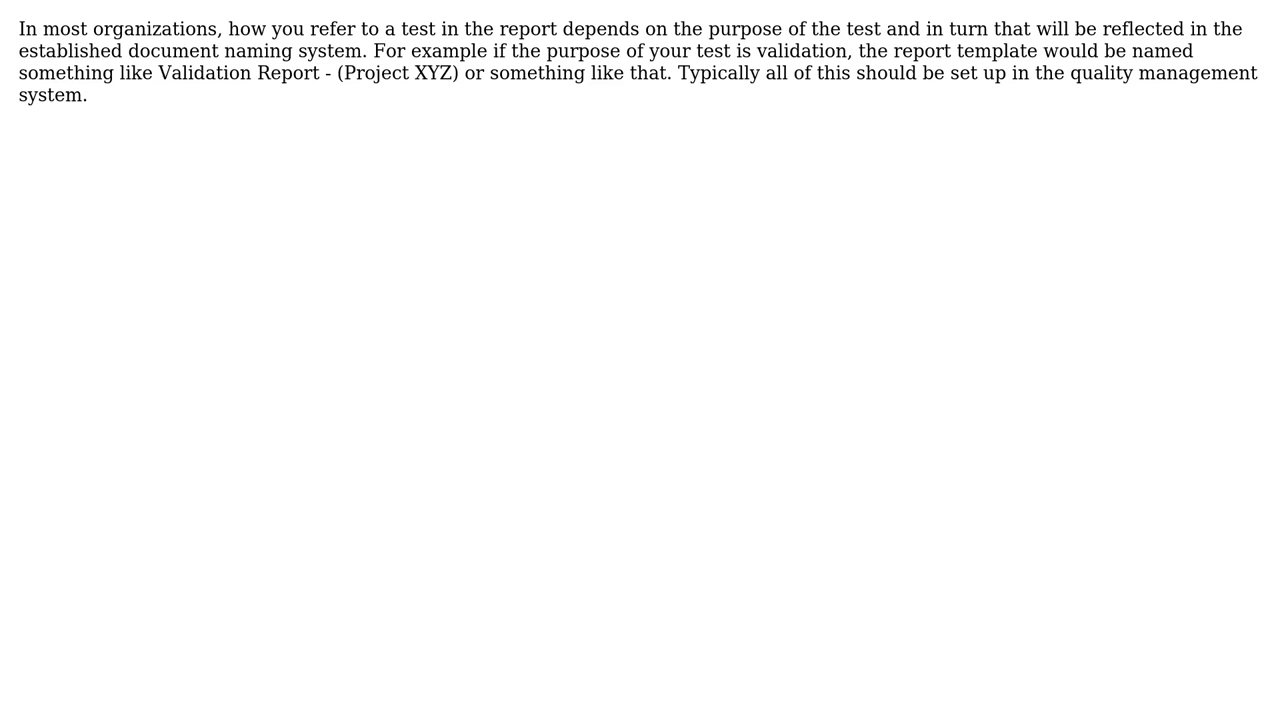 In most organizations, how you refer to a test in the report depends on the purpose of the test and in turn that will be reflected in the
established document naming system. For example if the purpose of your test is validation, the report template would be named
something like Validation Report - (Project XYZ) or something like that. Typically all of this should be set up in the quality management
system.